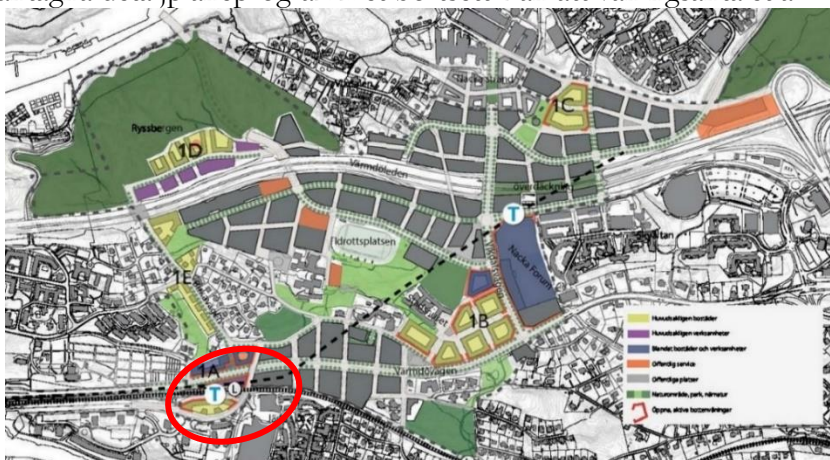 1C
Ryssbergen
1D
Värmdöleden
T
Idrottsplatsen
Nacka Forum
1E
1B
1A
T
L
Värmdövägen
Huvudsakligen bostäder
Huvudsakligen verksamheter
Blandat bostäder och verksamheter
Offentlig service
Offentliga platser
Naturområde, park, närnatur
Öppna, aktiva bottenvåningar